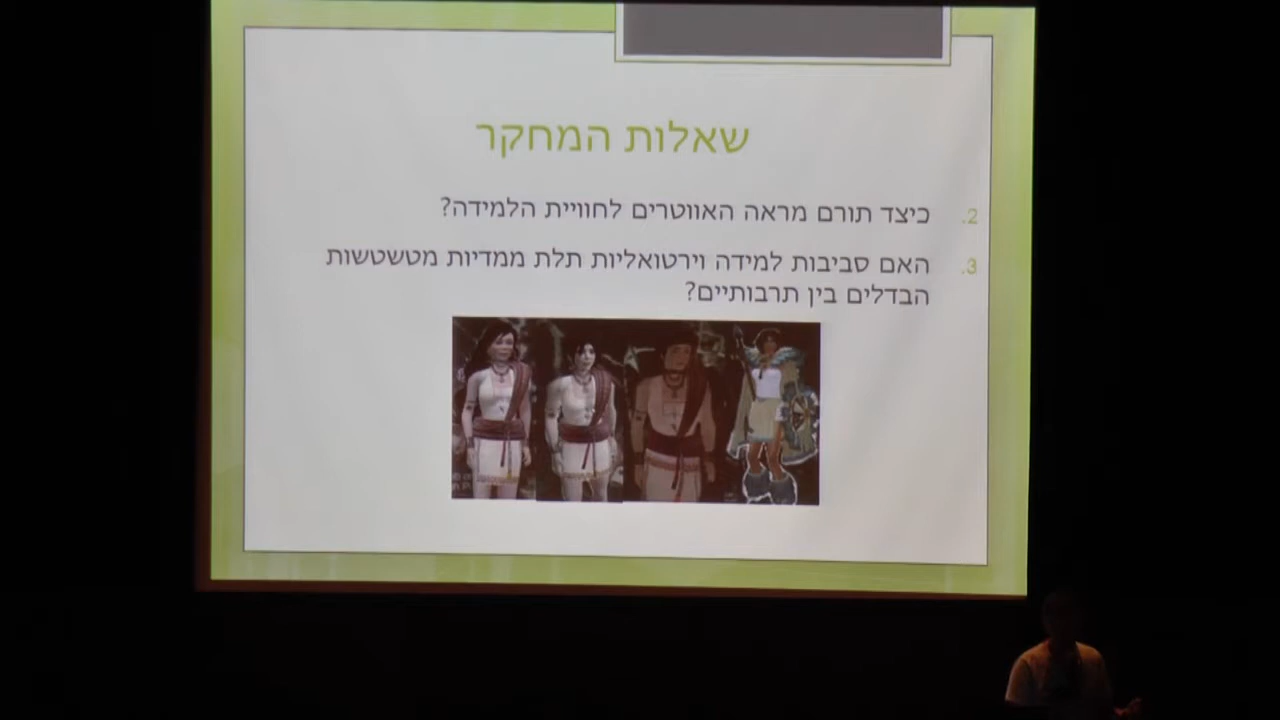 שאלות המחקר
2. כיצד תורם מראה האווטרים לחוויית הלמידה?
3. האם סביבות למידה וירטואליות תלת ממדיות מטשטשות
הבדלים בין תרבותיים?